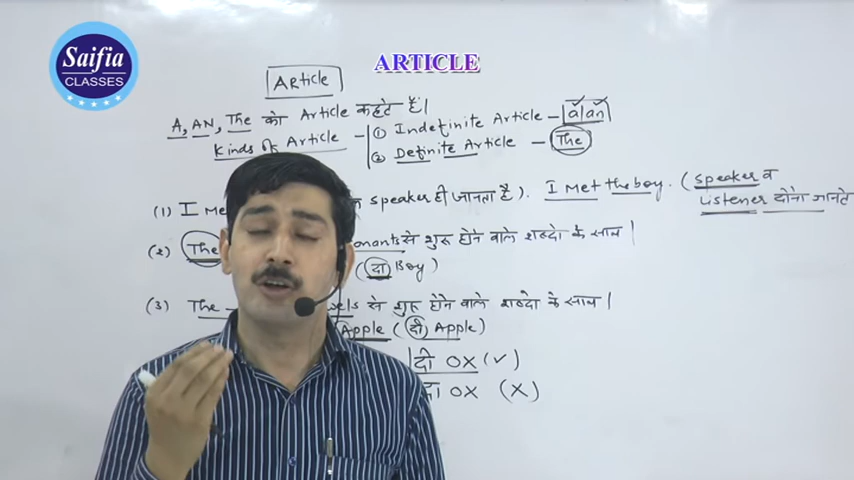 Saifia
CLASSES
ARTICLE
Article
A, AN, The को Article कहते हैं।
Kinds of Article - ① Indefinite Article - a/an
② Definite Article - The
(1) I Me speaker ही जानता है). I Met the boy. (speaker व
Listener दोनों जानते
(2) The onants से शुरू होने वाले शब्दो के साथ।
(दा Boy)
(3) The wels से शुरू होने वाले शब्दो के साथ।
Apple (दी Apple)
दी OX (✓)
दा OX (X)